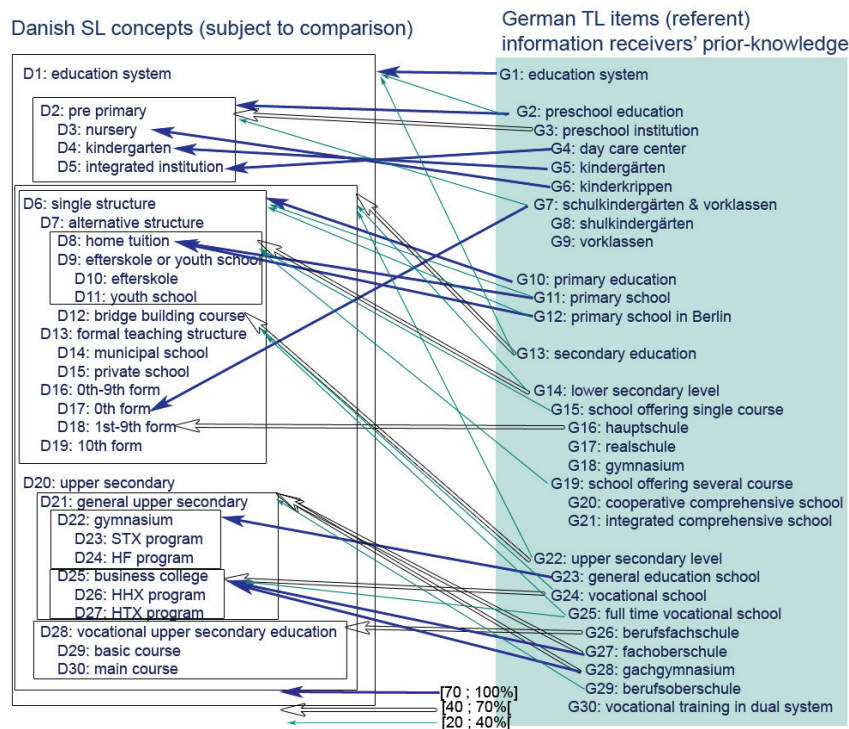 Danish SL concepts (subject to comparison)
German TL items (referent)
information receivers' prior-knowledge
D1: education system
D2: pre primary
D3: nursery
D4: kindergarten
D5: integrated institution
D6: single structure
D7: alternative structure
D8: home tuition
D9: efterskole or youth school
D10: efterskole
D11: youth school
D12: bridge building course
D13: formal teaching structure
D14: municipal school
D15: private school
D16: 0th-9th form
D17: 0th form
D18: 1st-9th form
D19: 10th form
D20: upper secondary
D21: general upper secondary
D22: gymnasium
D23: STX program
D24: HF program
D25: business college
D26: HHX program
D27: HTX program
D28: vocational upper secondary education
D29: basic course
D30: main course
G1: education system
G2: preschool education
G3: preschool institution
G4: day care center
G5: kindergärten
G6: kinderkrippen
G7: schulkindergärten & vorklassen
G8: shulkindergärten
G9: vorklassen
G10: primary education
G11: primary school
G12: primary school in Berlin
G13: secondary education
G14: lower secondary level
G15: school offering single course
G16: hauptschule
G17: realschule
G18: gymnasium
G19: school offering several course
G20: cooperative comprehensive school
G21: integrated comprehensive school
G22: upper secondary level
G23: general education school
G24: vocational school
G25: full time vocational school
G26: berufsfachschule
G27: fachoberschule
G28: gachgymnasium
G29: berufsoberschule
G30: vocational training in dual system
[70 ; 100%]
[40 ; 70%[
[20 ; 40%[